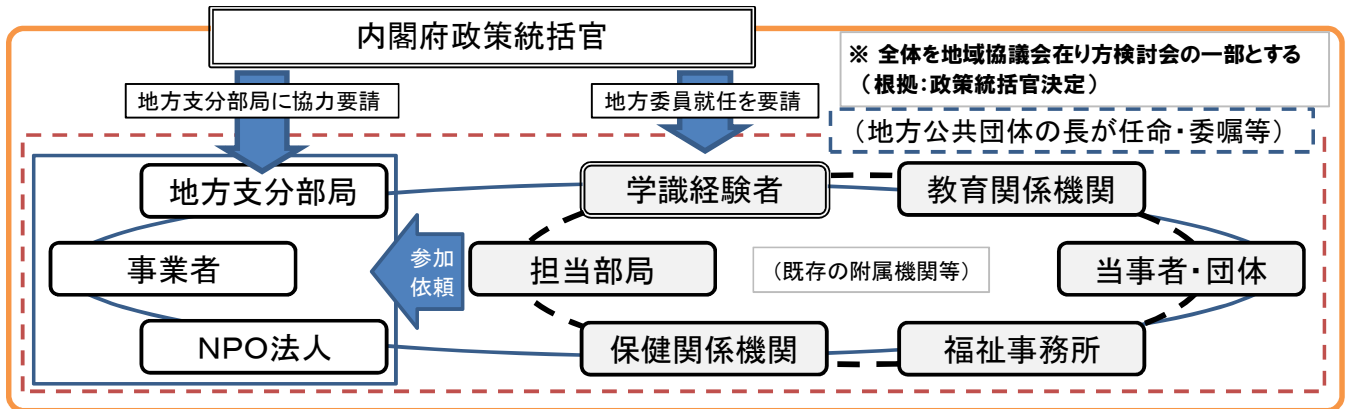 内閣府政策統括官
※ 全体を地域協議会在り方検討会の一部とする
（根拠：政策統括官決定）
地方支分部局に協力要請
地方委員就任を要請
（地方公共団体の長が任命・委嘱等）
地方支分部局
学識経験者
教育関係機関
事業者
参加
依頼
担当部局
（既存の附属機関等）
当事者・団体
NPO法人
保健関係機関
福祉事務所